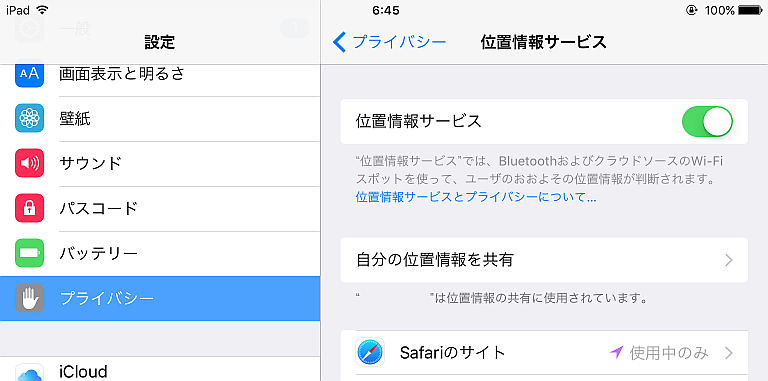 iPad
6:45
100%
一般
設定
画面表示と明るさ
壁紙
サウンド
パスコード
バッテリー
プライバシー
iCloud
プライバシー
位置情報サービス
位置情報サービス
“位置情報サービス”では、BluetoothおよびクラウドソースのWi-Fi
スポットを使って、ユーザのおおよその位置情報が判断されます。
位置情報サービスとプライバシーについて...
自分の位置情報を共有
“ ”は位置情報の共有に使用されています。
Safariのサイト
使用中のみ